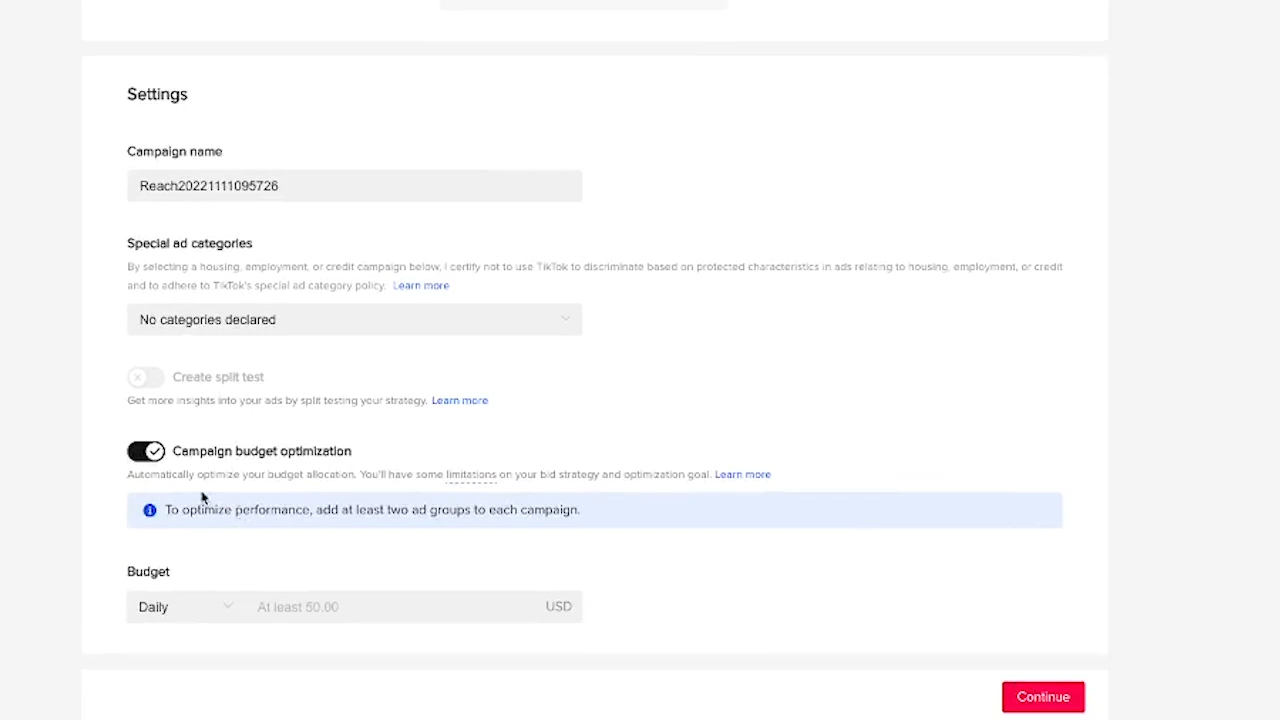 Settings
Campaign name
Reach20221111095726
Special ad categories
By selecting a housing, employment, or credit campaign below, I certify not to use TikTok to discriminate based on protected characteristics in ads relating to housing, employment, or credit
and to adhere to TikTok's special ad category policy. Learn more
No categories declared
Create split test
Get more insights into your ads by split testing your strategy. Learn more
Campaign budget optimization
Automatically optimize your budget allocation. You'll have some limitations on your bid strategy and optimization goal. Learn more
To optimize performance, add at least two ad groups to each campaign.
Budget
Daily At least 50.00 USD
Continue